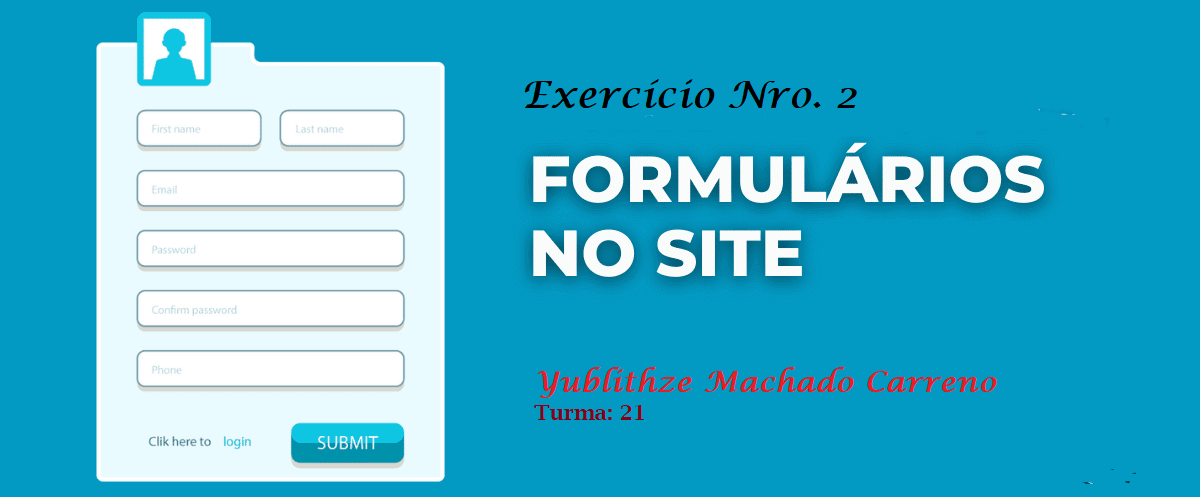 First name
Last name
Email
Password
Confirm password
Phone
Clik here to login
SUBMIT
Exercício Nro. 2
FORMULÁRIOS
NO SITE
Yublithze Machado Carreno
Turma: 21